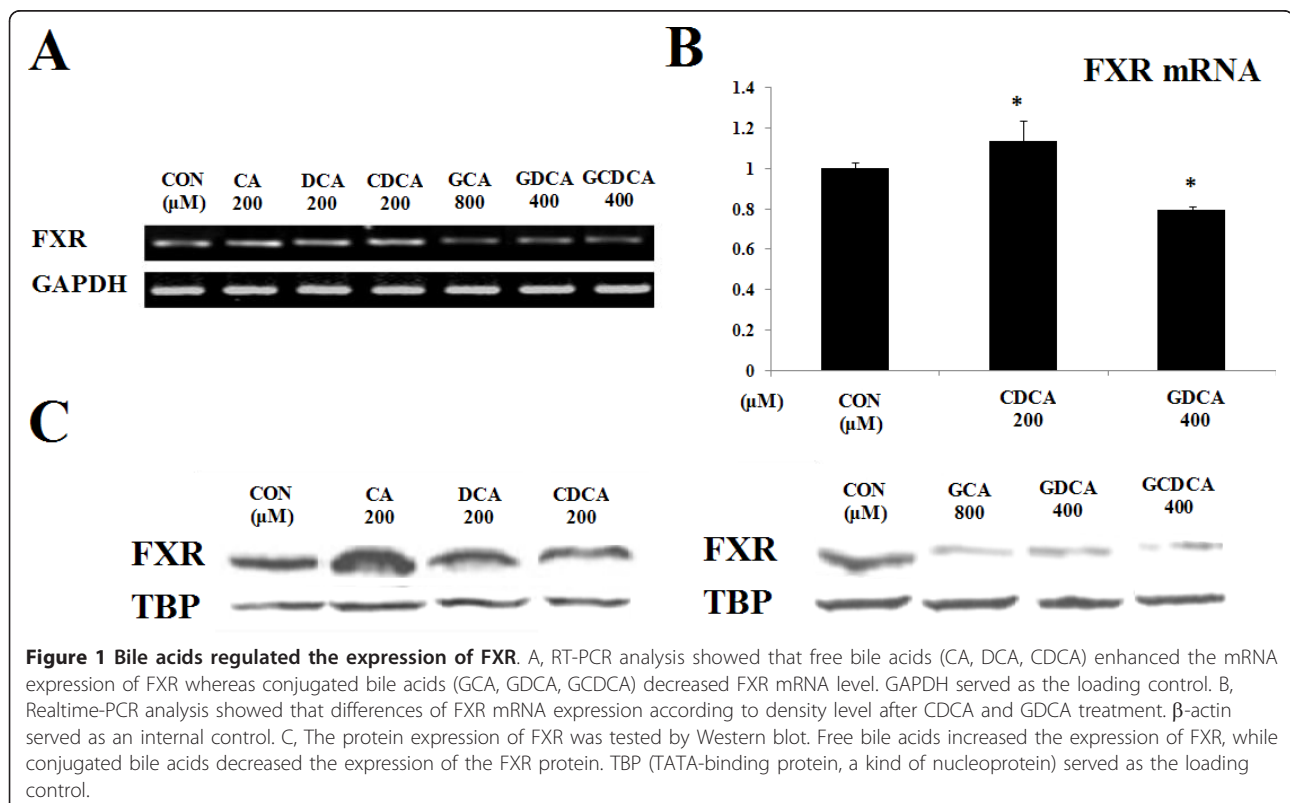 A
CON CA DCA CDCA GCA GDCA GCDCA
(µM) 200 200 200 800 400 400
FXR
GAPDH
B
FXR mRNA
1.4
1.2
1
0.8
0.6
0.4
0.2
0
* *
(µM) CON (µM) CDCA 200 GDCA 400
C
CON CA DCA CDCA
(µM) 200 200 200
FXR
TBP
CON GCA GDCA GCDCA
(µM) 800 400 400
FXR
TBP
Figure 1 Bile acids regulated the expression of FXR. A, RT-PCR analysis showed that free bile acids (CA, DCA, CDCA) enhanced the mRNA
expression of FXR whereas conjugated bile acids (GCA, GDCA, GCDCA) decreased FXR mRNA level. GAPDH served as the loading control. B,
Realtime-PCR analysis showed that differences of FXR mRNA expression according to density level after CDCA and GDCA treatment. β-actin
served as an internal control. C, The protein expression of FXR was tested by Western blot. Free bile acids increased the expression of FXR, while
conjugated bile acids decreased the expression of the FXR protein. TBP (TATA-binding protein, a kind of nucleoprotein) served as the loading
control.